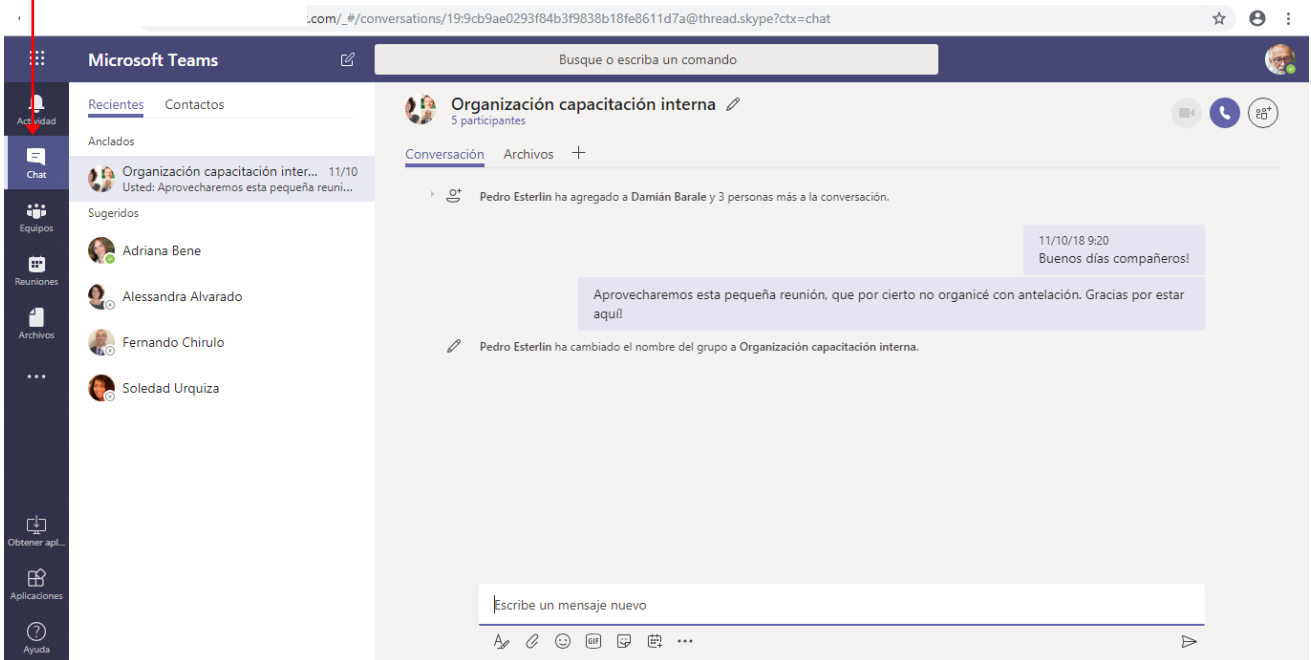 .com/_#/conversations/19:9cb9ae0293f84b3f9838b18fe8611d7a@thread.skype?ctx=chat
Microsoft Teams
Busque o escriba un comando
Actividad
Chat
Equipos
Reuniones
Archivos
Obtener apl...
Aplicaciones
Ayuda
Recientes Contactos
Anclados
Organización capacitación inter... 11/10
Usted: Aprovecharemos esta pequeña reuni...
Sugeridos
Adriana Bene
Alessandra Alvarado
Fernando Chirulo
Soledad Urquiza
Organización capacitación interna
5 participantes
Conversación Archivos
Pedro Esterlin ha agregado a Damián Barale y 3 personas más a la conversación.
11/10/18 9:20
Buenos días compañeros!
Aprovecharemos esta pequeña reunión, que por cierto no organicé con antelación. Gracias por estar
aquí!
Pedro Esterlin ha cambiado el nombre del grupo a Organización capacitación interna.
Escribe un mensaje nuevo
GIF